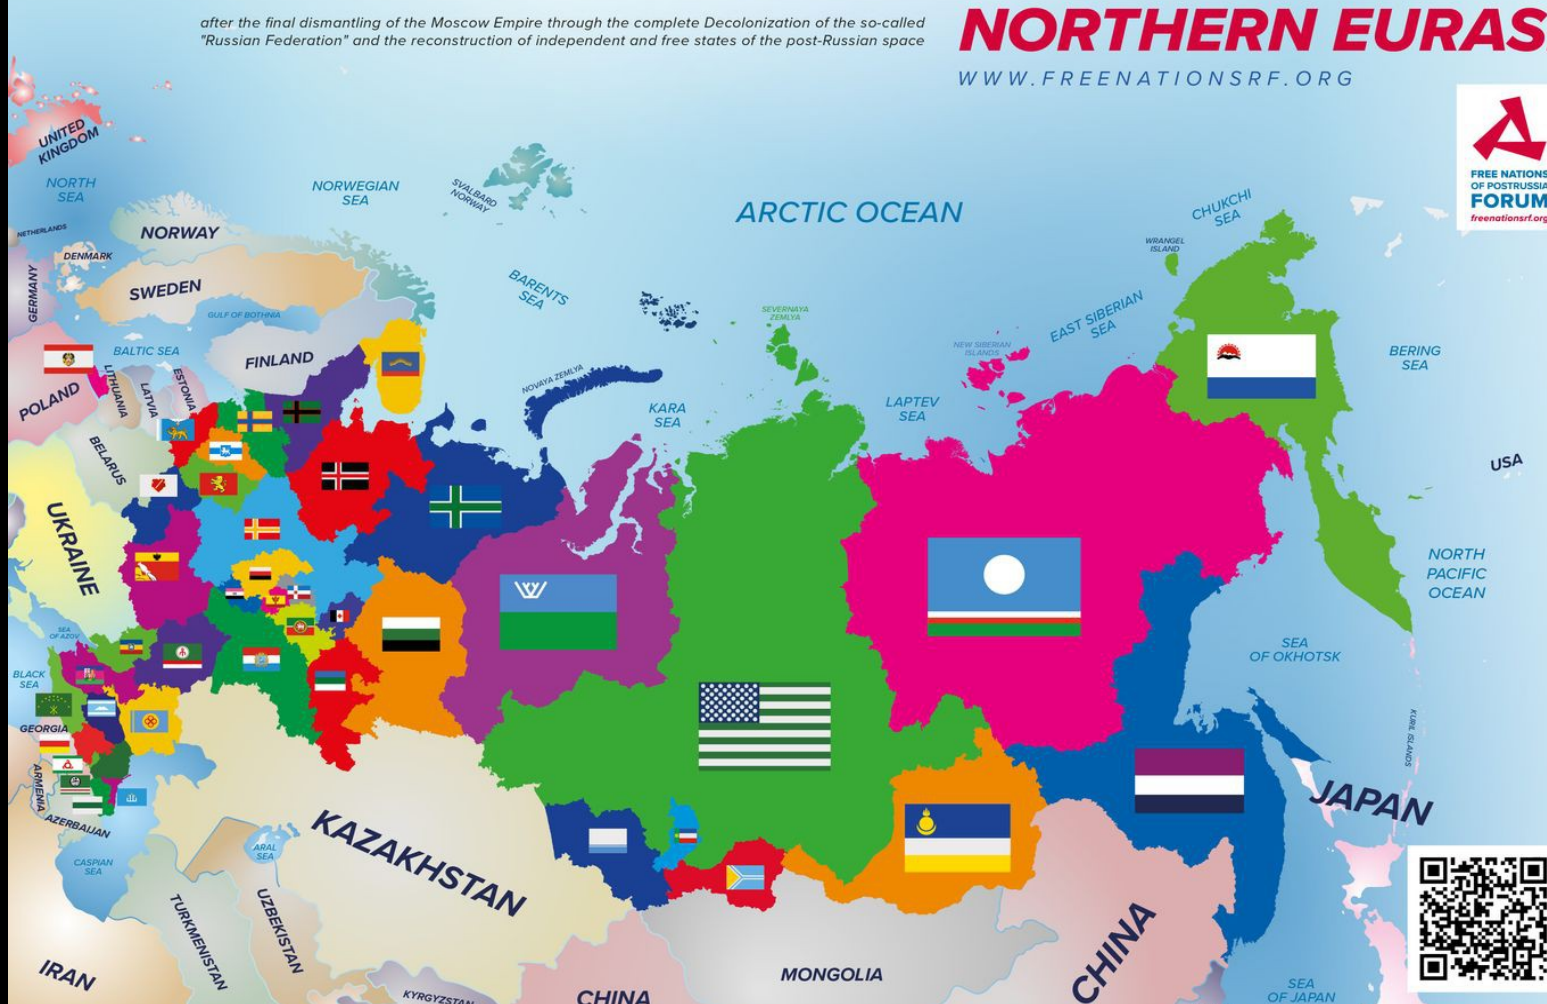 after the final dismantling of the Moscow Empire through the complete Decolonization of the so-called
"Russian Federation" and the reconstruction of independent and free states of the post-Russian space
NORTHERN EURAS
WWW.FREENATIONSRF.ORG
FREE NATIONS
OF POSTRUSSIA
FORUM
freenationsrf.org
UNITED
KINGDOM
NORTH
SEA
NORWEGIAN
SEA
SVALBARD
NORWAY
ARCTIC OCEAN
CHUKCHI
SEA
WRANGEL
ISLAND
NETHERLANDS
NORWAY
DENMARK
GERMANY
SWEDEN
BARENTS
SEA
GULF OF BOTHNIA
SEVERNAYA
ZEMLYA
EAST SIBERIAN
SEA
NEW SIBERIAN
ISLANDS
BERING
SEA
BALTIC SEA
FINLAND
NOVAYA ZEMLYA
KARA
SEA
LAPTEV
SEA
POLAND
LITHUANIA
LATVIA
ESTONIA
BELARUS
USA
UKRAINE
NORTH
PACIFIC
OCEAN
SEA
OF AZOV
SEA
OF OKHOTSK
BLACK
SEA
GEORGIA
KURIL ISLANDS
ARMENIA
AZERBAIJAN
JAPAN
KAZAKHSTAN
ARAL
SEA
CASPIAN
SEA
TURKMENISTAN
UZBEKISTAN
CHINA
IRAN
MONGOLIA
KYRGYZSTAN
CHINA
SEA
OF JAPAN